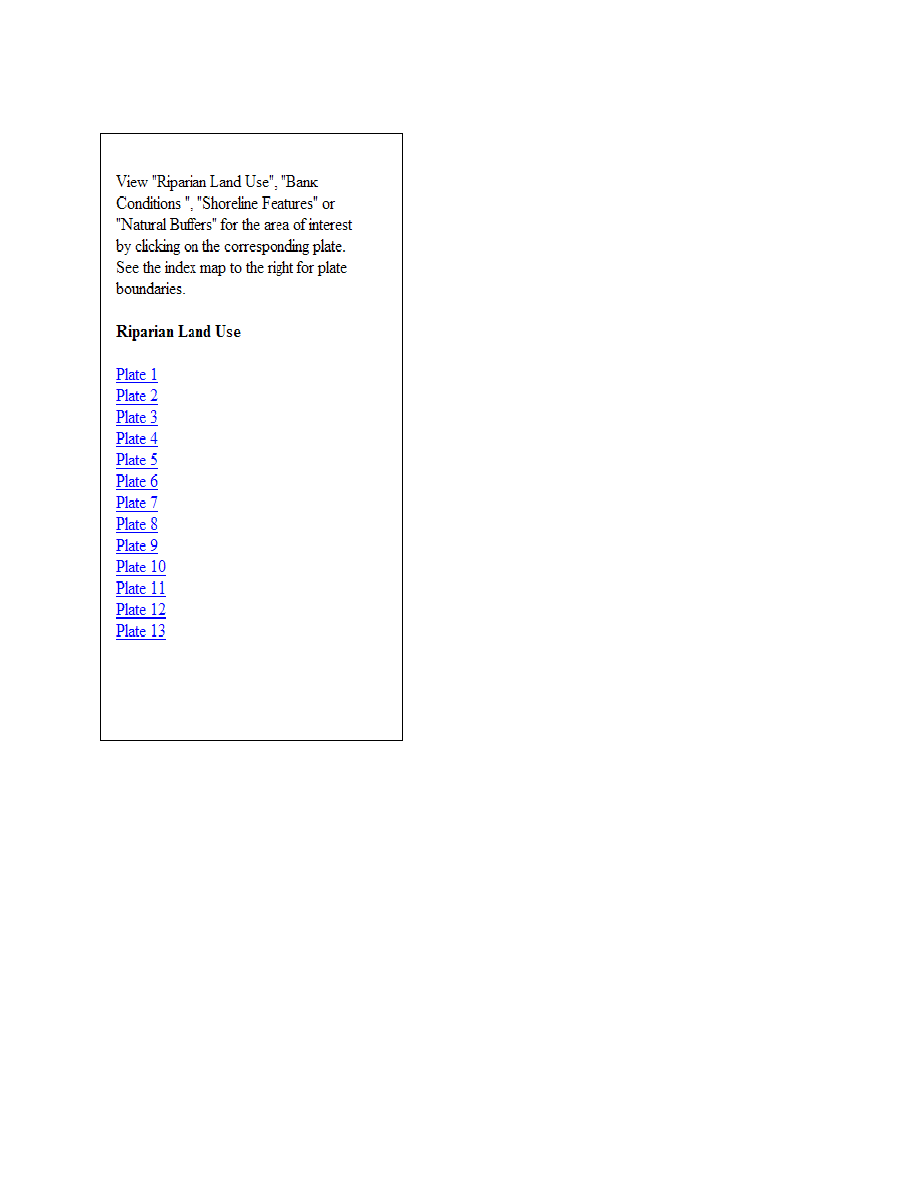 View "Riparian Land Use", "Bank
Conditions ", "Shoreline Features" or
"Natural Buffers" for the area of interest
by clicking on the corresponding plate.
See the index map to the right for plate
boundaries.
Riparian Land Use
Plate 1
Plate 2
Plate 3
Plate 4
Plate 5
Plate 6
Plate 7
Plate 8
Plate 9
Plate 10
Plate 11
Plate 12
Plate 13